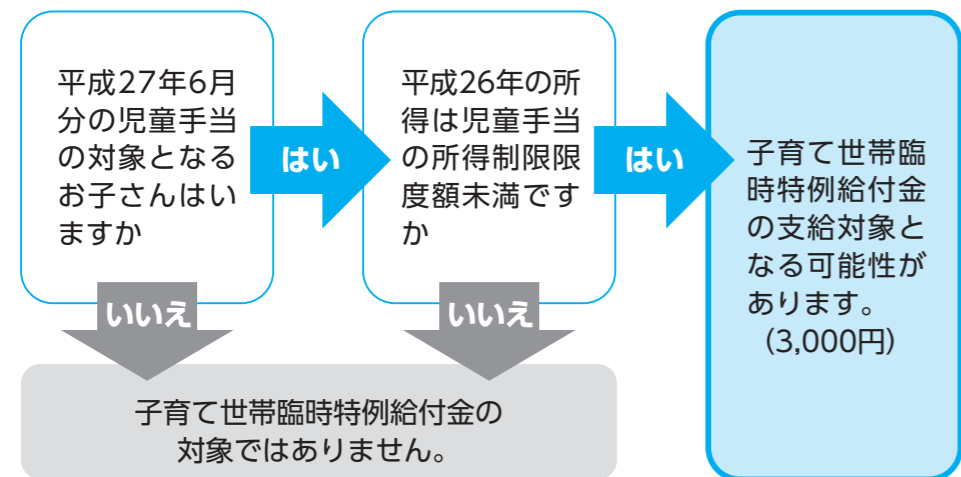 平成27年6月
分の児童手当
の対象となる
お子さんはい
ますか
はい
平成26年の所
得は児童手当
の所得制限限
度額未満です
か
はい
子育て世帯臨
時特例給付金
の支給対象と
なる可能性が
あります。
（3,000円）
いいえ
いいえ
子育て世帯臨時特例給付金の
対象ではありません。